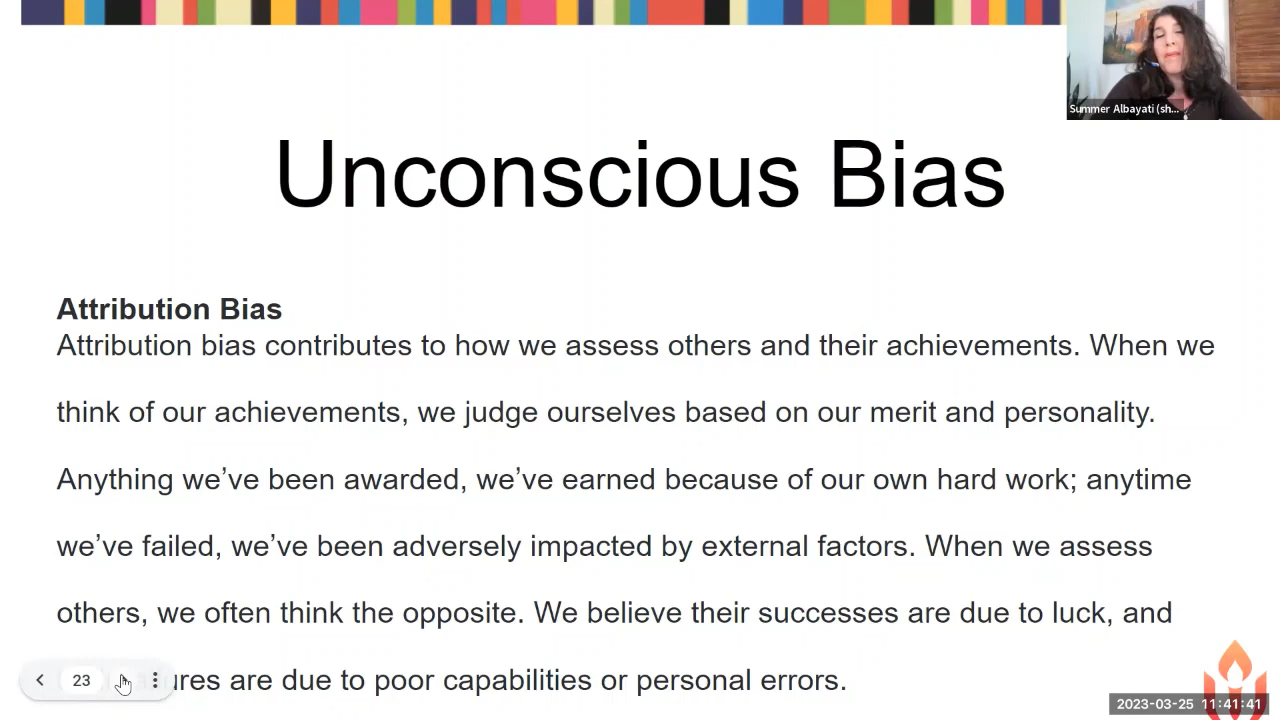 Summer Albayati (sh...
Unconscious Bias
Attribution Bias
Attribution bias contributes to how we assess others and their achievements. When we
think of our achievements, we judge ourselves based on our merit and personality.
Anything we’ve been awarded, we’ve earned because of our own hard work; anytime
we’ve failed, we’ve been adversely impacted by external factors. When we assess
others, we often think the opposite. We believe their successes are due to luck, and
are due to poor capabilities or personal errors.
23
2023-03-25 11:41:41